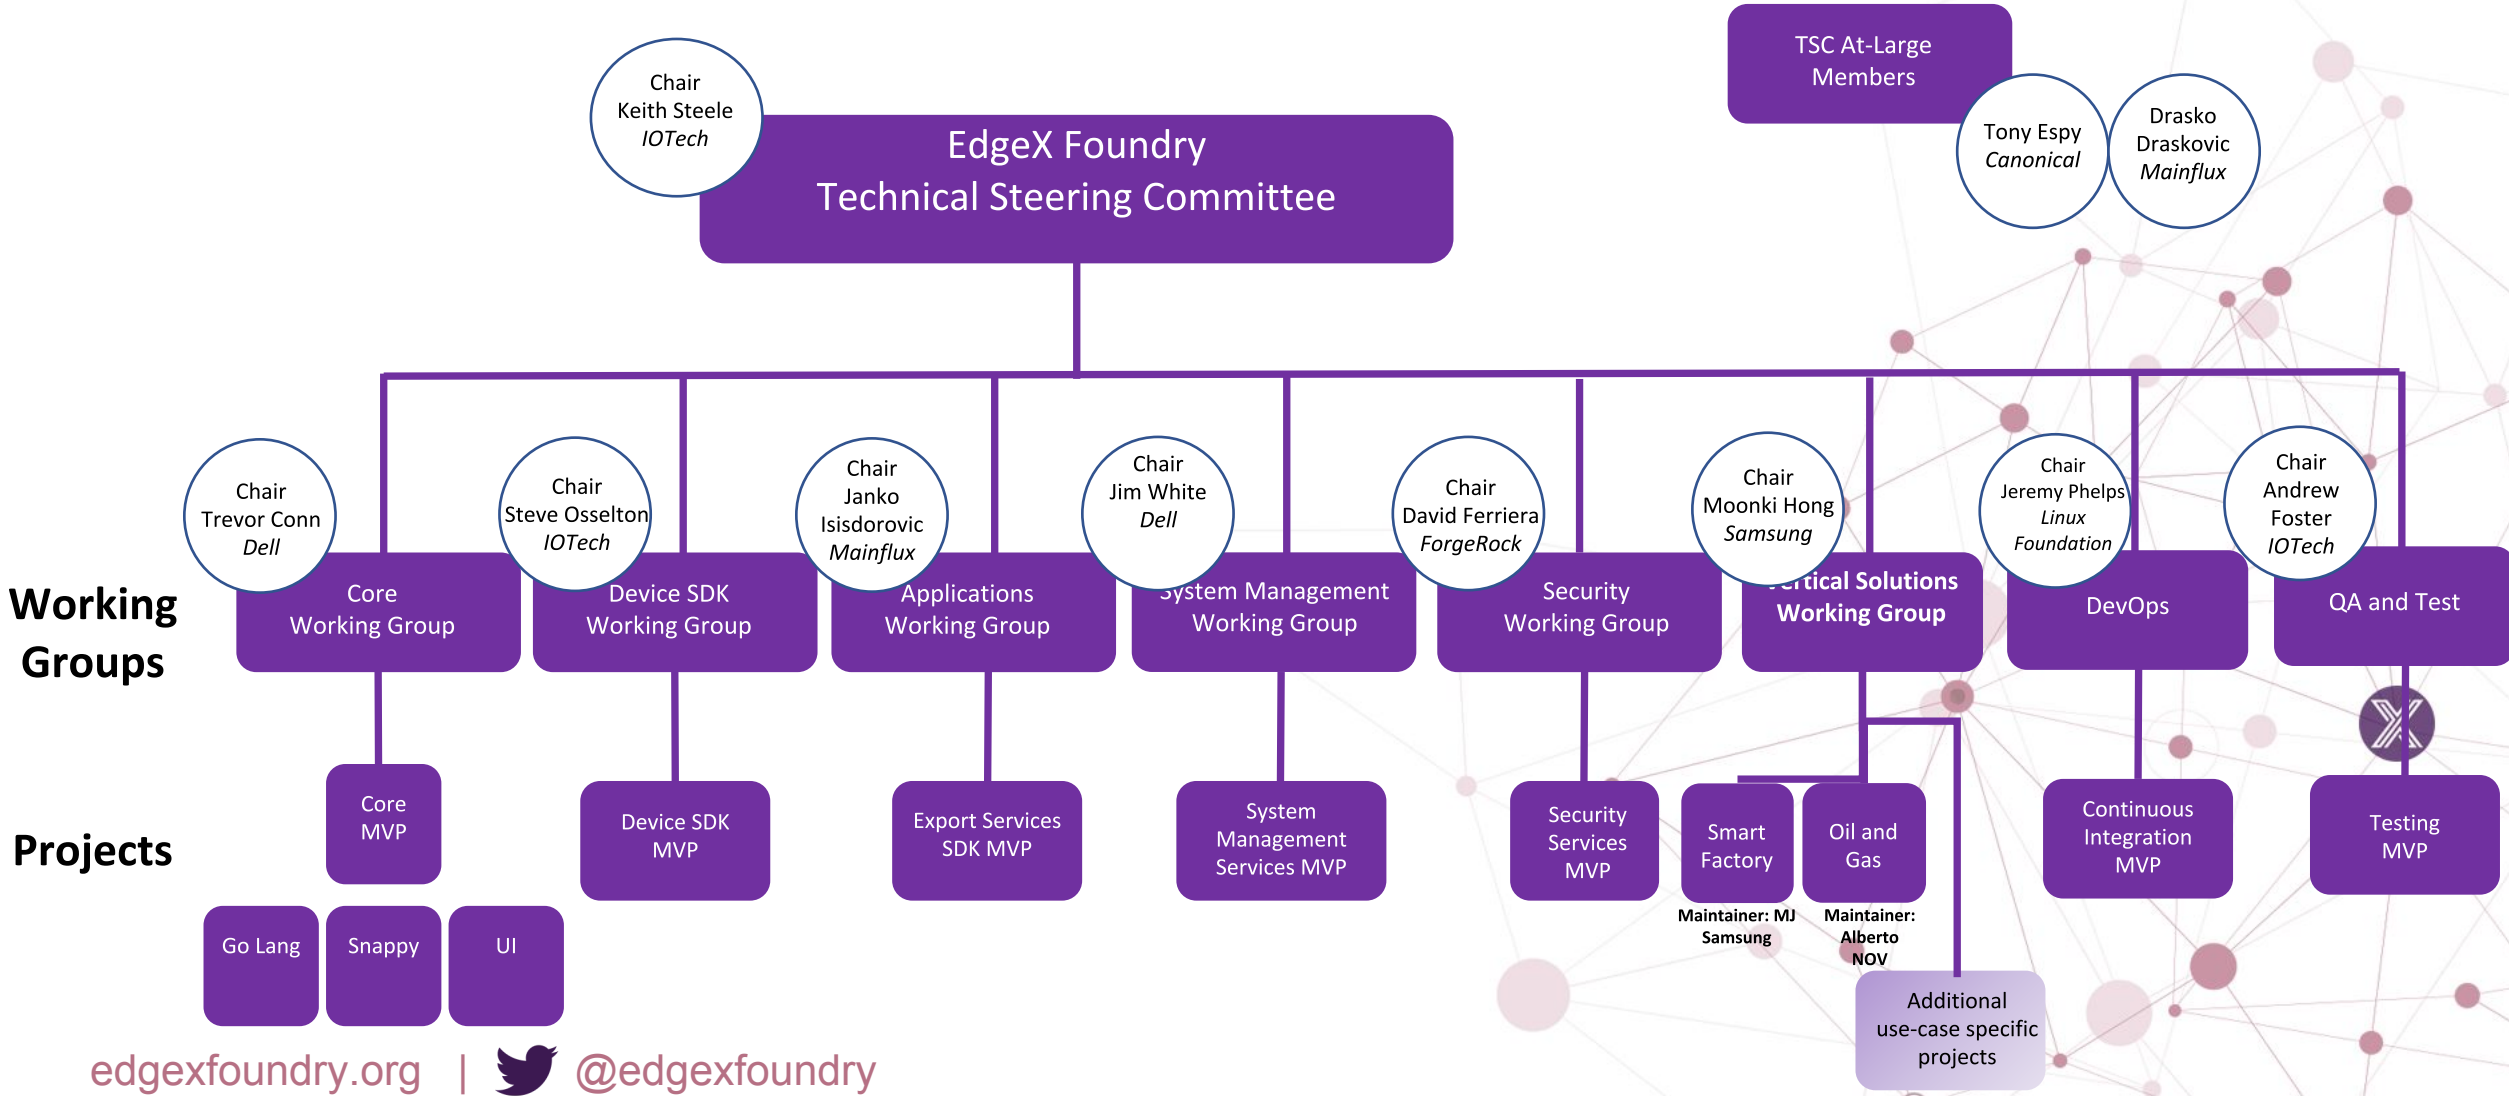 TSC At-Large
Members
Chair
Keith Steele
IOTech
EdgeX Foundry
Technical Steering Committee
Tony Espy
Canonical
Drasko
Draskovic
Mainflux
Chair
Trevor Conn
Dell
Chair
Steve Osselton
IOTech
Chair
Janko
Isisdorovic
Mainflux
Chair
Jim White
Dell
Chair
David Ferriera
ForgeRock
Chair
Moonki Hong
Samsung
Chair
Jeremy Phelps
Linux
Foundation
Chair
Andrew
Foster
IOTech
Working
Groups
Core
Working Group
Device SDK
Working Group
Applications
Working Group
System Management
Working Group
Security
Working Group
Vertical Solutions
Working Group
DevOps
QA and Test
Projects
Core
MVP
Device SDK
MVP
Export Services
SDK MVP
System
Management
Services MVP
Security
Services
MVP
Smart
Factory
Oil and
Gas
Continuous
Integration
MVP
Testing
MVP
Maintainer: MJ
Samsung
Maintainer:
Alberto
NOV
Go Lang
Snappy
UI
Additional
use-case specific
projects
edgexfoundry.org | @edgexfoundry